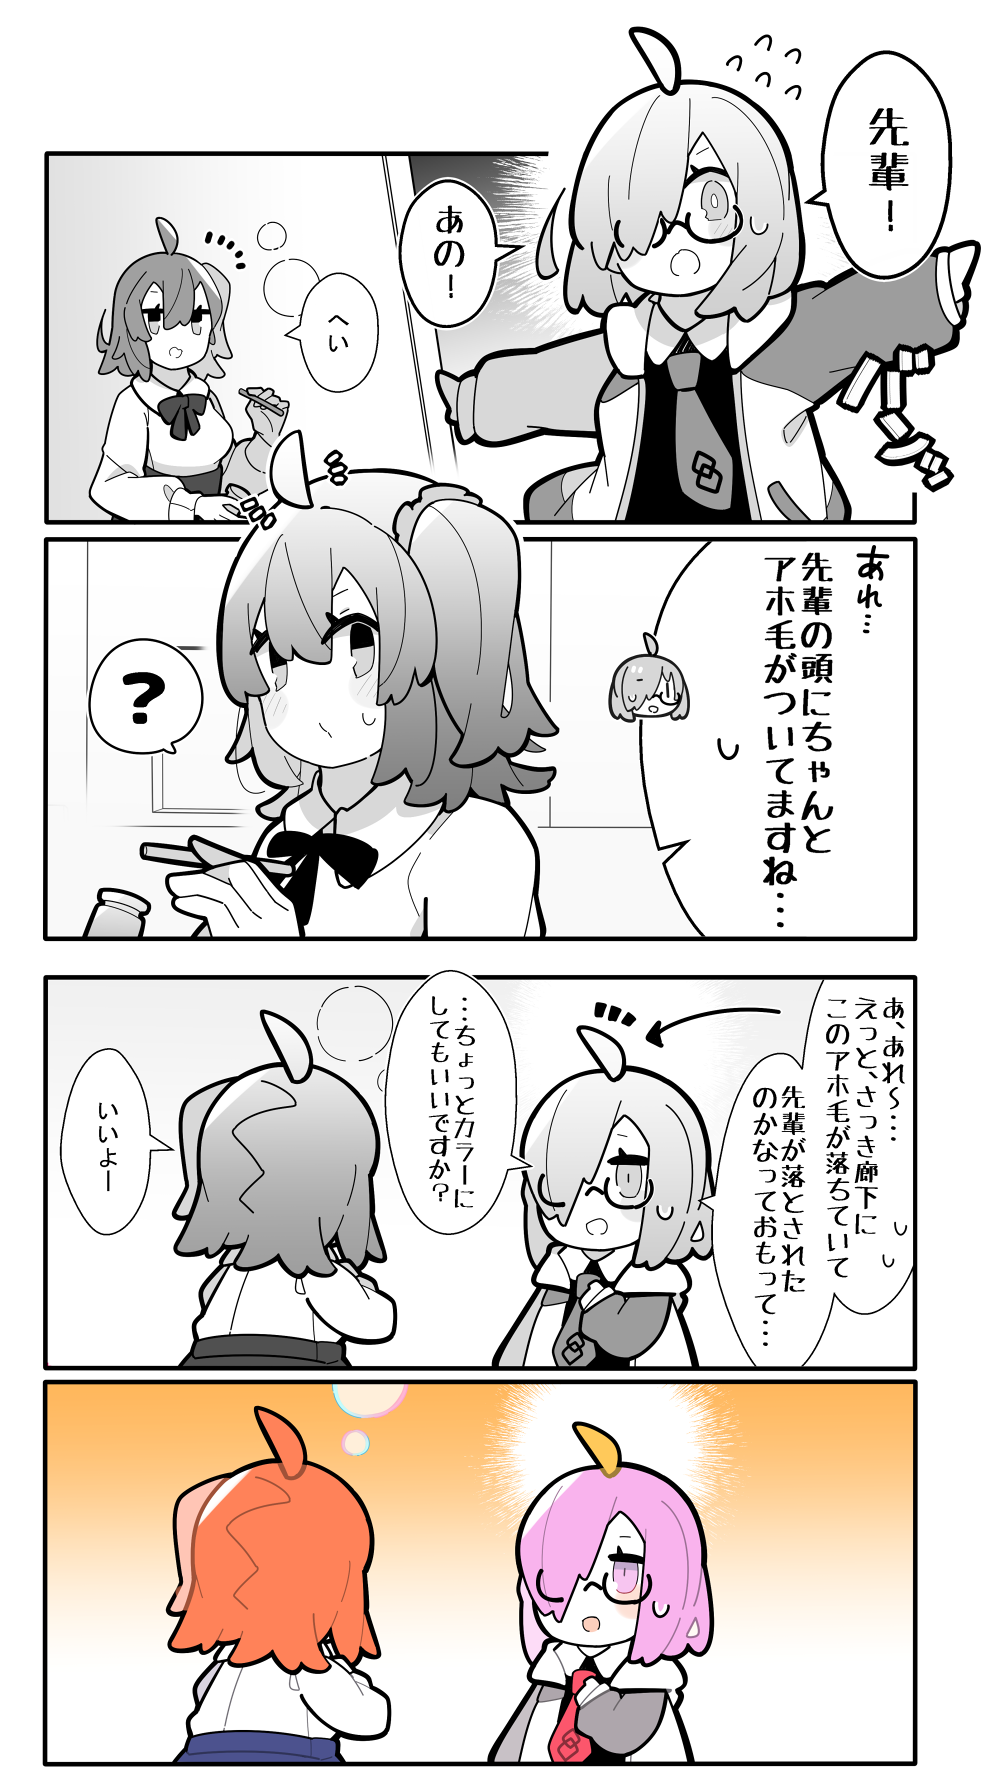 先輩!
あの!
バッ
へい
あれ…
先輩の頭にちゃんと
アホ毛がついてますね…
?
あ、あれ〜…
えっと、さっき廊下に
このアホ毛が落ちていて
先輩が落とされた
のかなっておもって…
…ちょっとカラーに
してもいいですか?
いいよー